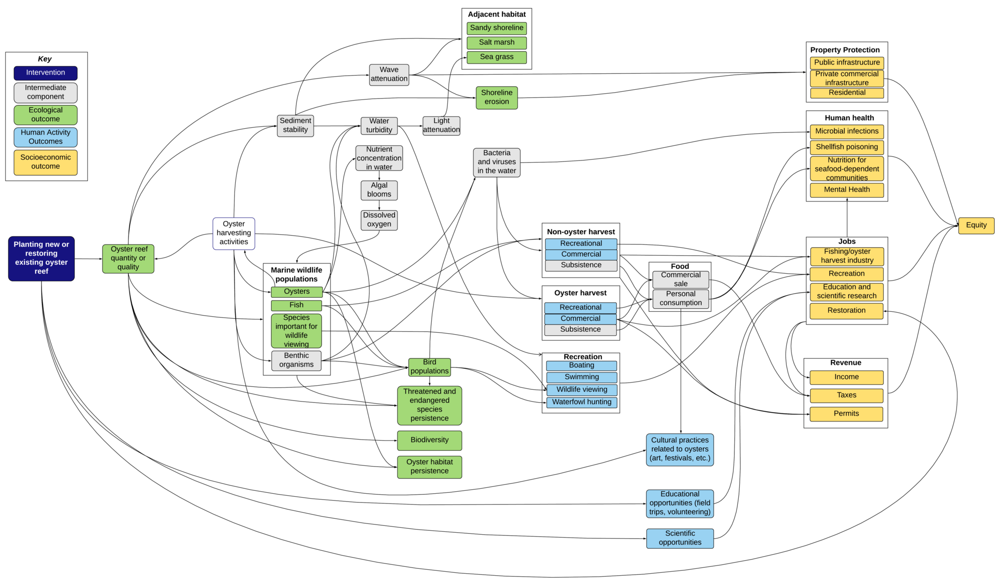 Key
Intervention
Intermediate
component
Ecological
outcome
Human Activity
Outcomes
Socioeconomic
outcome
Planting new or
restoring
existing oyster
reef
Oyster reef
quantity or
quality
Oyster
harvesting
activities
Sediment
stability
Wave
attenuation
Water
turbidity
Light
attenuation
Nutrient
concentration
in water
Algal
blooms
Dissolved
oxygen
Marine wildlife
populations
Oysters
Fish
Species
important for
wildlife
viewing
Benthic
organisms
Bird
populations
Threatened and
endangered
species
persistence
Biodiversity
Oyster habitat
persistence
Adjacent habitat
Sandy shoreline
Salt marsh
Sea grass
Shoreline
erosion
Bacteria
and viruses
in the water
Non-oyster harvest
Recreational
Commercial
Subsistence
Oyster harvest
Recreational
Commercial
Subsistence
Recreation
Boating
Swimming
Wildlife viewing
Waterfowl hunting
Food
Commercial
sale
Personal
consumption
Cultural practices
related to oysters
(art, festivals, etc.)
Educational
opportunities (field
trips, volunteering)
Scientific
opportunities
Property Protection
Public infrastructure
Private commercial
infrastructure
Residential
Human health
Microbial infections
Shellfish poisoning
Nutrition for
seafood-dependent
communities
Mental Health
Jobs
Fishing/oyster
harvest industry
Recreation
Education and
scientific research
Restoration
Revenue
Income
Taxes
Permits
Equity